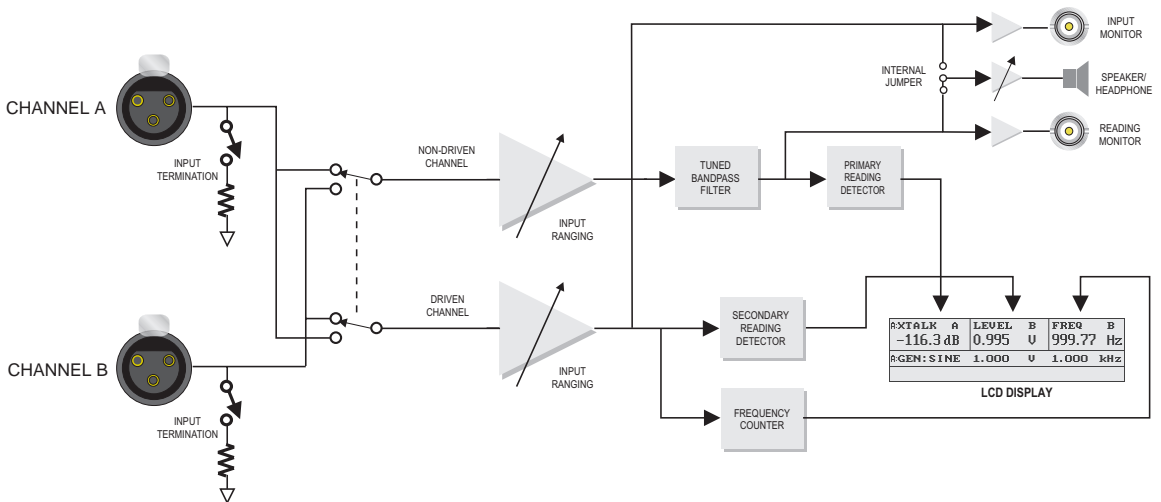 INPUT
MONITOR
INTERNAL
JUMPER
SPEAKER/
HEADPHONE
READING
MONITOR
CHANNEL A
INPUT
TERMINATION
NON-DRIVEN
CHANNEL
INPUT
RANGING
TUNED
BANDPASS
FILTER
PRIMARY
READING
DETECTOR
DRIVEN
CHANNEL
INPUT
RANGING
SECONDARY
READING
DETECTOR
FREQUENCY
COUNTER
A:XTALK A LEVEL B FREQ B
-116.3 dB 0.995 V 999.77 Hz
A:GEN:SINE 1.000 V 1.000 kHz
LCD DISPLAY
CHANNEL B
INPUT
TERMINATION